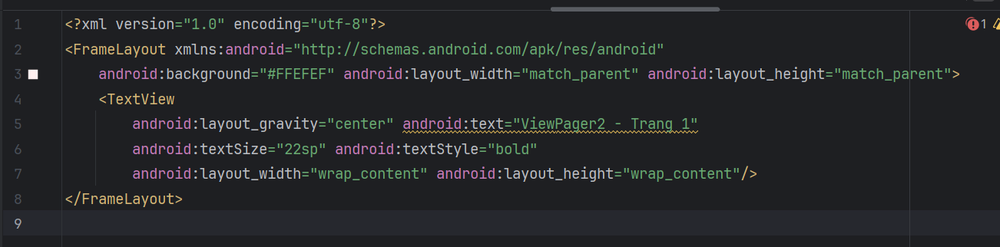 1 <?xml version="1.0" encoding="utf-8"?>
2 <FrameLayout xmlns:android="http://schemas.android.com/apk/res/android"
3     android:background="#FFEFEF" android:layout_width="match_parent" android:layout_height="match_parent">
4     <TextView
5         android:layout_gravity="center" android:text="ViewPager2 - Trang 1"
6         android:textSize="22sp" android:textStyle="bold"
7         android:layout_width="wrap_content" android:layout_height="wrap_content"/>
8 </FrameLayout>
9
1